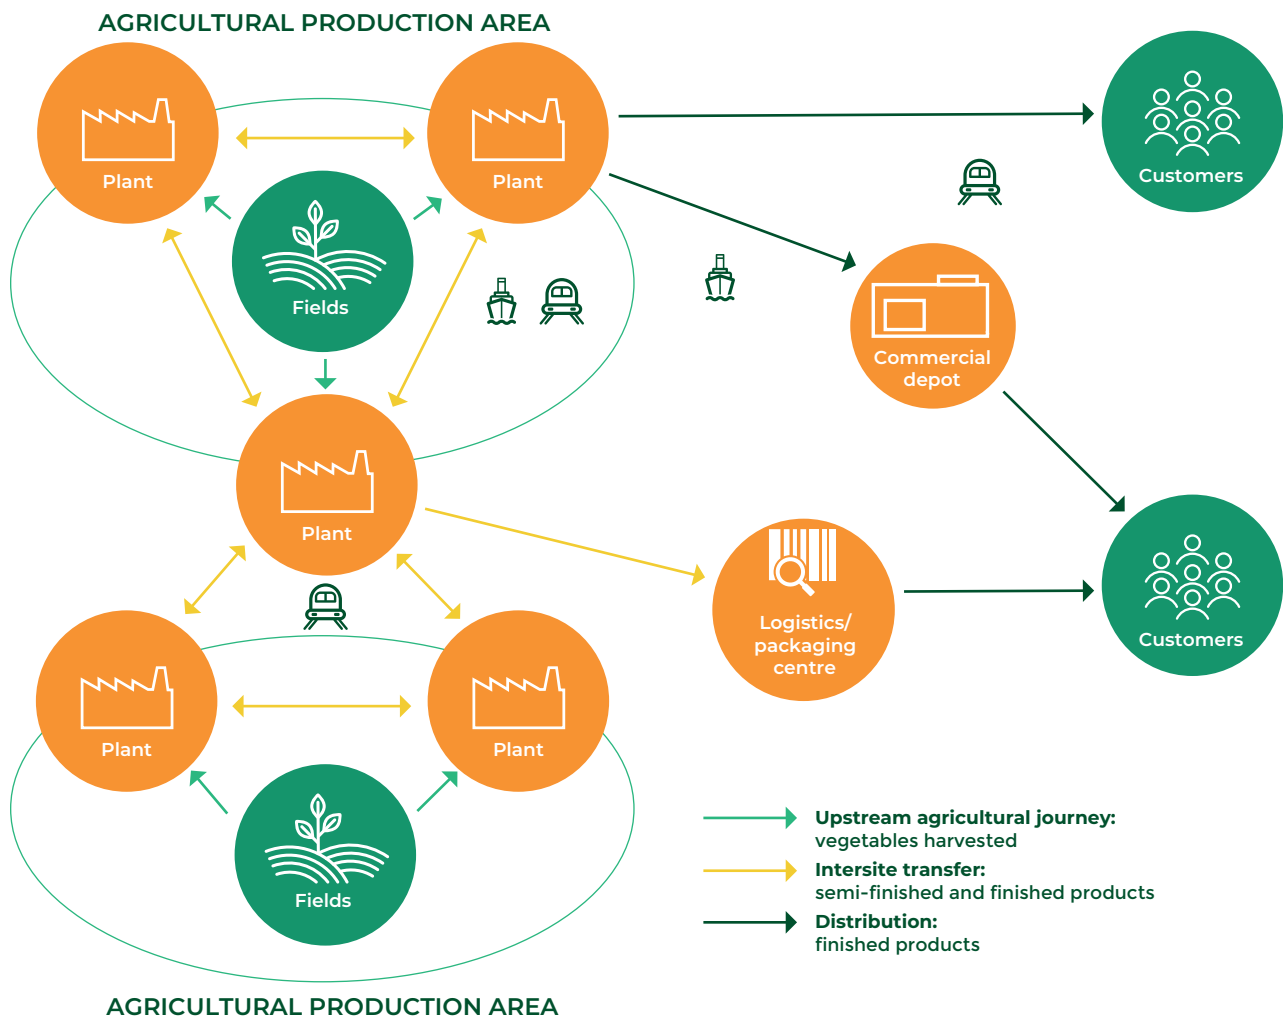 AGRICULTURAL PRODUCTION AREA
Plant
Plant
Customers
Fields
Commercial
depot
Plant
Logistics/
packaging
centre
Customers
Plant
Plant
Fields
Upstream agricultural journey:
vegetables harvested
Intersite transfer:
semi-finished and finished products
Distribution:
finished products
AGRICULTURAL PRODUCTION AREA